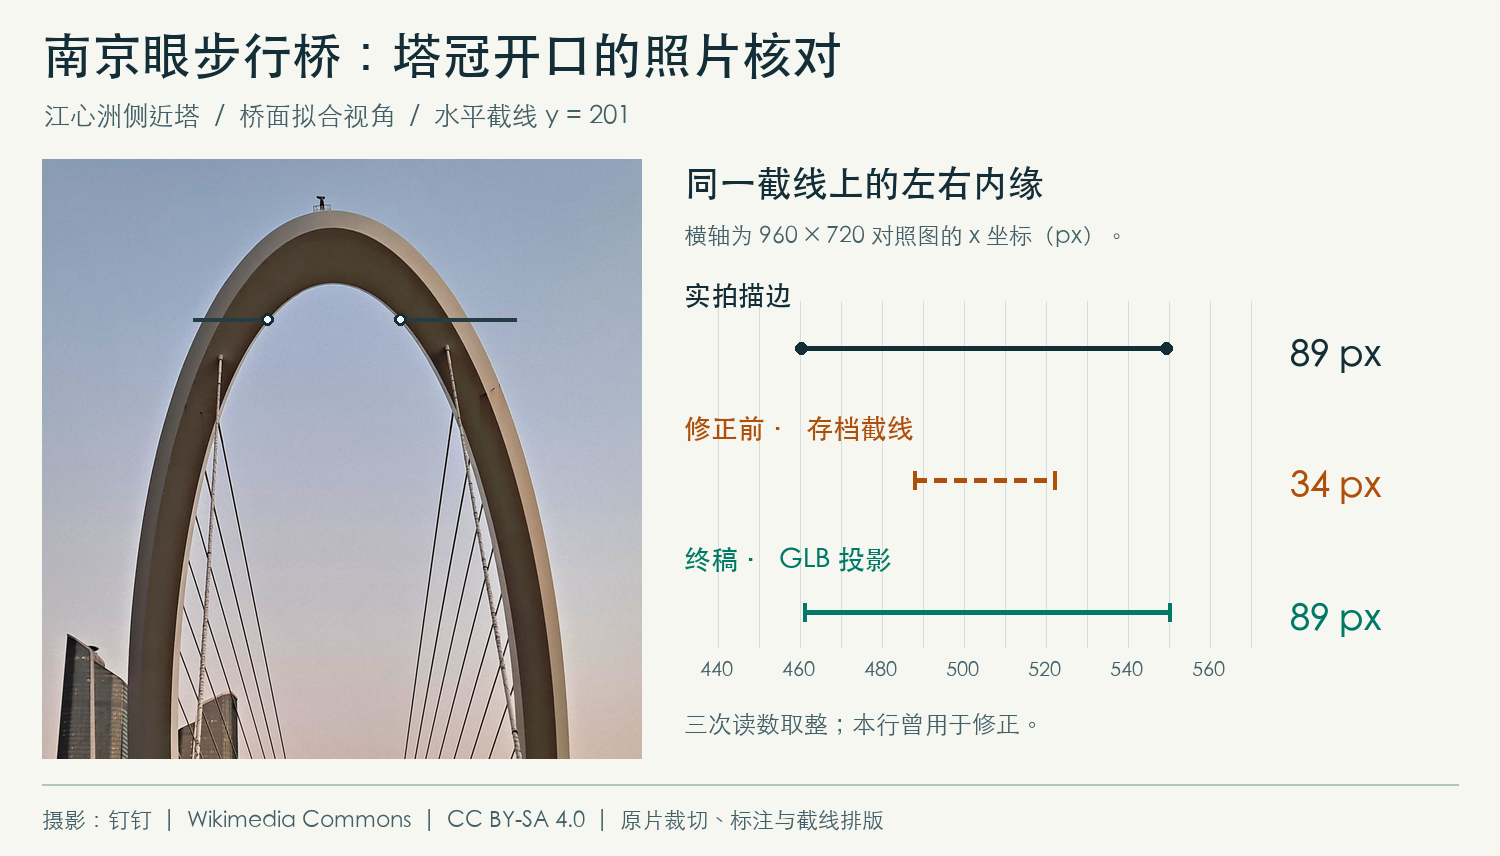 南京眼步行桥：塔冠开口的照片核对
江心洲侧近塔 / 桥面拟合视角 / 水平截线 y = 201
同一截线上的左右内缘
横轴为 960 × 720 对照图的 x 坐标（px）。
实拍描边
89 px
修正前 · 存档截线
34 px
终稿 · GLB 投影
89 px
440 460 480 500 520 540 560
三次读数取整；本行曾用于修正。
摄影：钉钉 | Wikimedia Commons | CC BY-SA 4.0 | 原片裁切、标注与截线排版